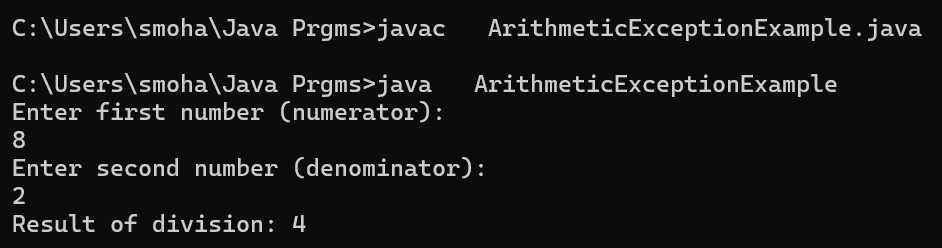 C:\Users\smoha\Java Prgms>javac   ArithmeticExceptionExample.java
C:\Users\smoha\Java Prgms>java   ArithmeticExceptionExample
Enter first number (numerator):
8
Enter second number (denominator):
2
Result of division: 4